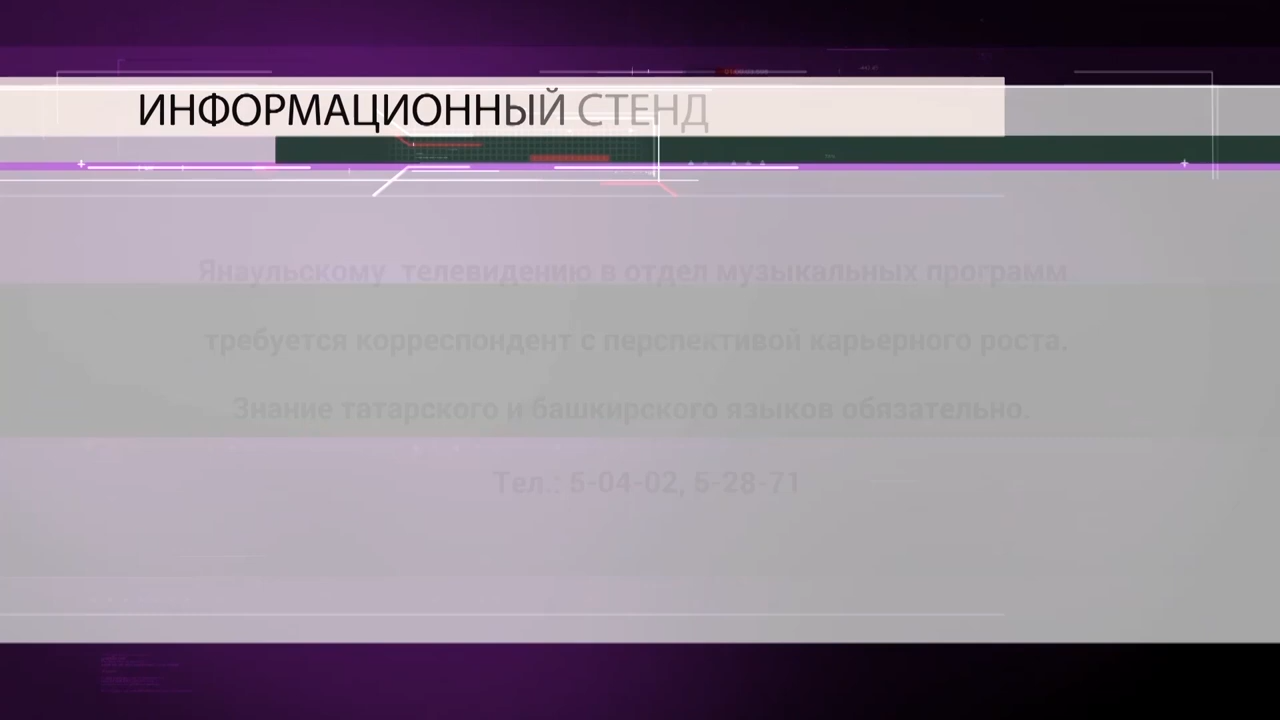 ИНФОРМАЦИОННЫЙ СТЕНД
Янаульскому телевидению в отдел музыкальных программ
требуется корреспондент с перспективой карьерного роста.
Знание татарского и башкирского языков обязательно.
Тел.: 5-04-02, 5-28-71